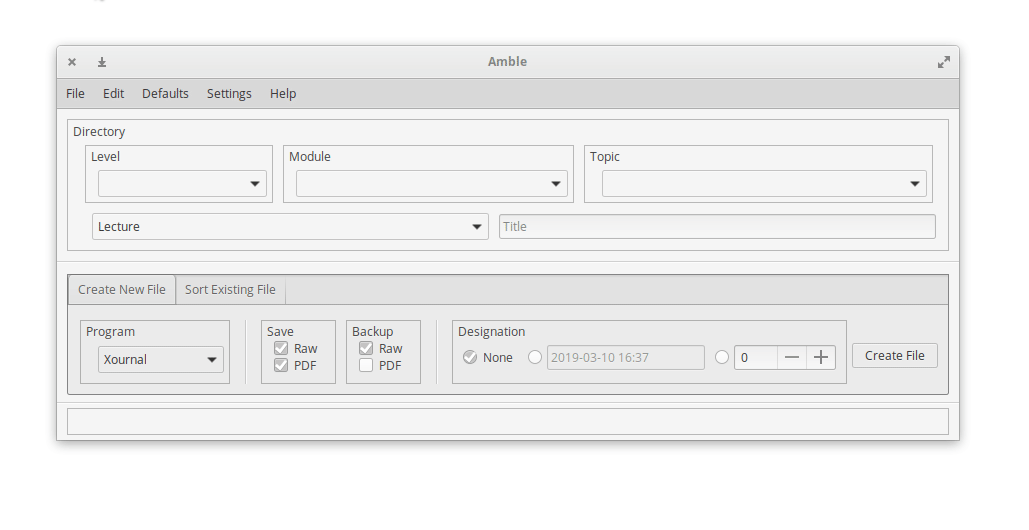 Amble
File Edit Defaults Settings Help
Directory
Level Module Topic
Lecture Title
Create New File Sort Existing File
Program Save Backup Designation
Raw Raw
Xournal None 2019-03-10 16:37 0 Create File
PDF PDF